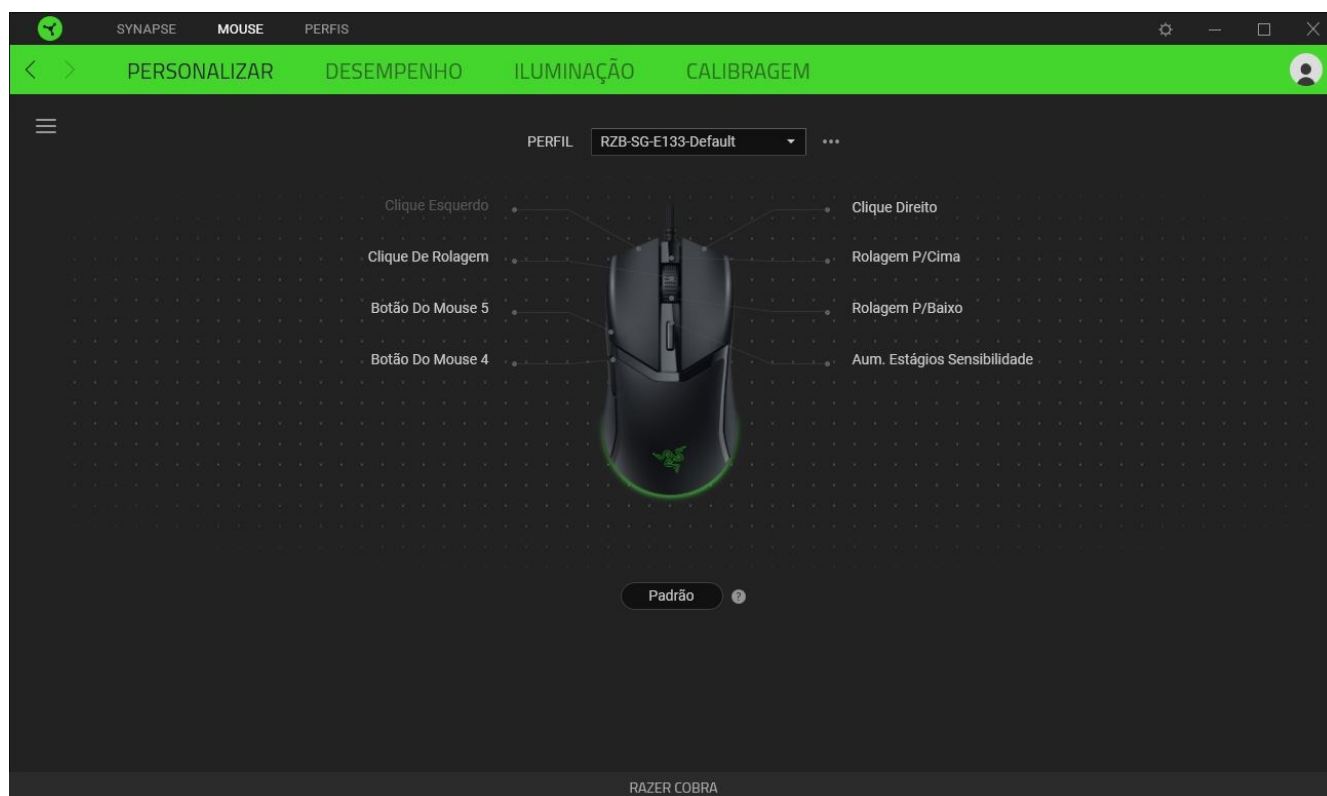 SYNAPSE MOUSE PERFIS
PERSONALIZAR DESEMPENHO ILUMINAÇÃO CALIBRAGEM
PERFIL RZB-SG-E133-Default
Clique Esquerdo Clique Direito
Clique De Rolagem Rolagem P/Cima
Botão Do Mouse 5 Rolagem P/Baixo
Botão Do Mouse 4 Aum. Estágios Sensibilidade
Padrão ?
RAZER COBRA